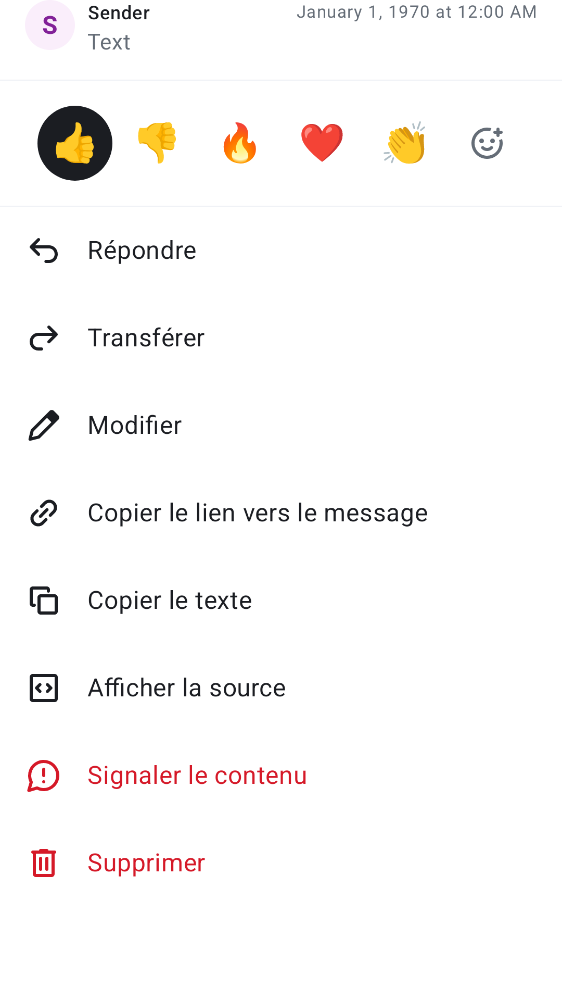 S
Sender
January 1, 1970 at 12:00 AM
Text
Répondre
Transférer
Modifier
Copier le lien vers le message
Copier le texte
Afficher la source
Signaler le contenu
Supprimer